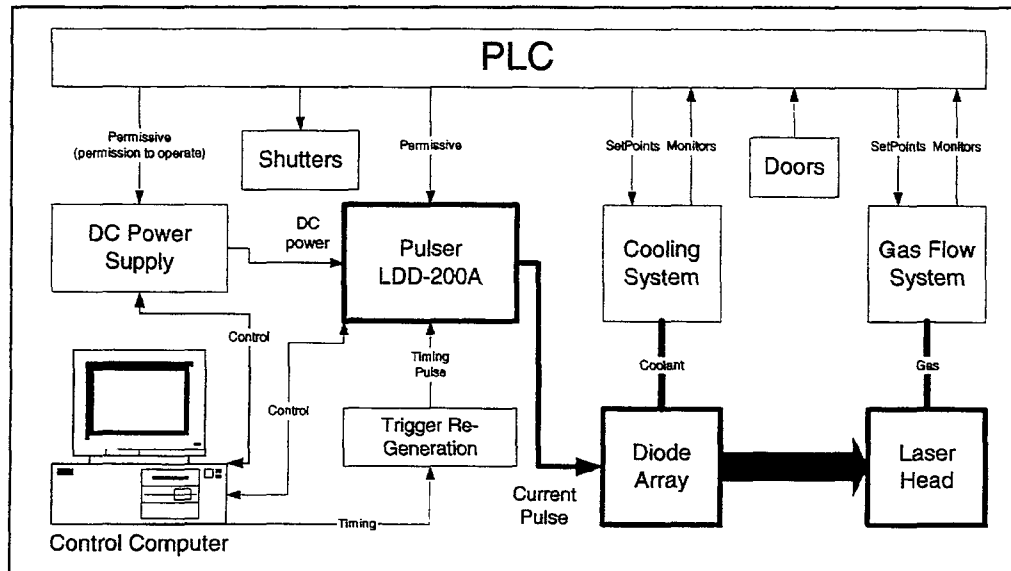 PLC
Permissive
(permission to operate)
Shutters
Permissive
SetPoints Monitors
Doors
SetPoints Monitors
DC Power
Supply
DC
power
Pulser
LDD-200A
Cooling
System
Gas Flow
System
Control
Timing
Pulse
Coolant
Gas
Control
Trigger Re-
Generation
Diode
Array
Laser
Head
Current
Pulse
Timing
Control Computer